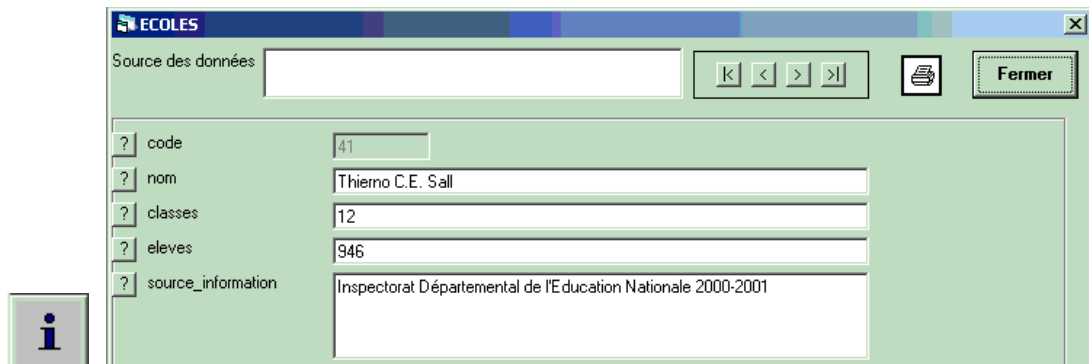 ECOLES
Source des données
Fermer
? code 41
? nom Thierno C.E. Sall
? classes 12
? eleves 946
? source_information Inspectorat Départemental de l'Education Nationale 2000-2001
i